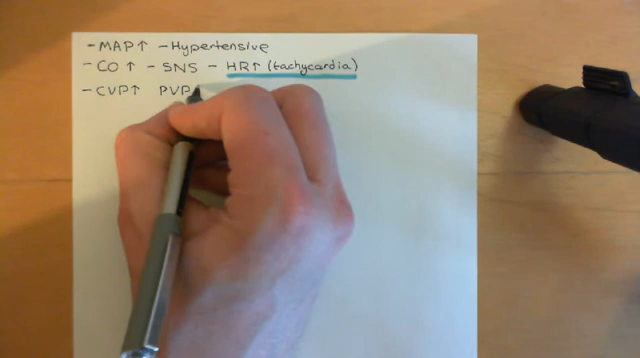 - MAP↑ - Hypertensive
- CO ↑ - SNS - HR↑ (tachycardia)
- CVP↑ PVP